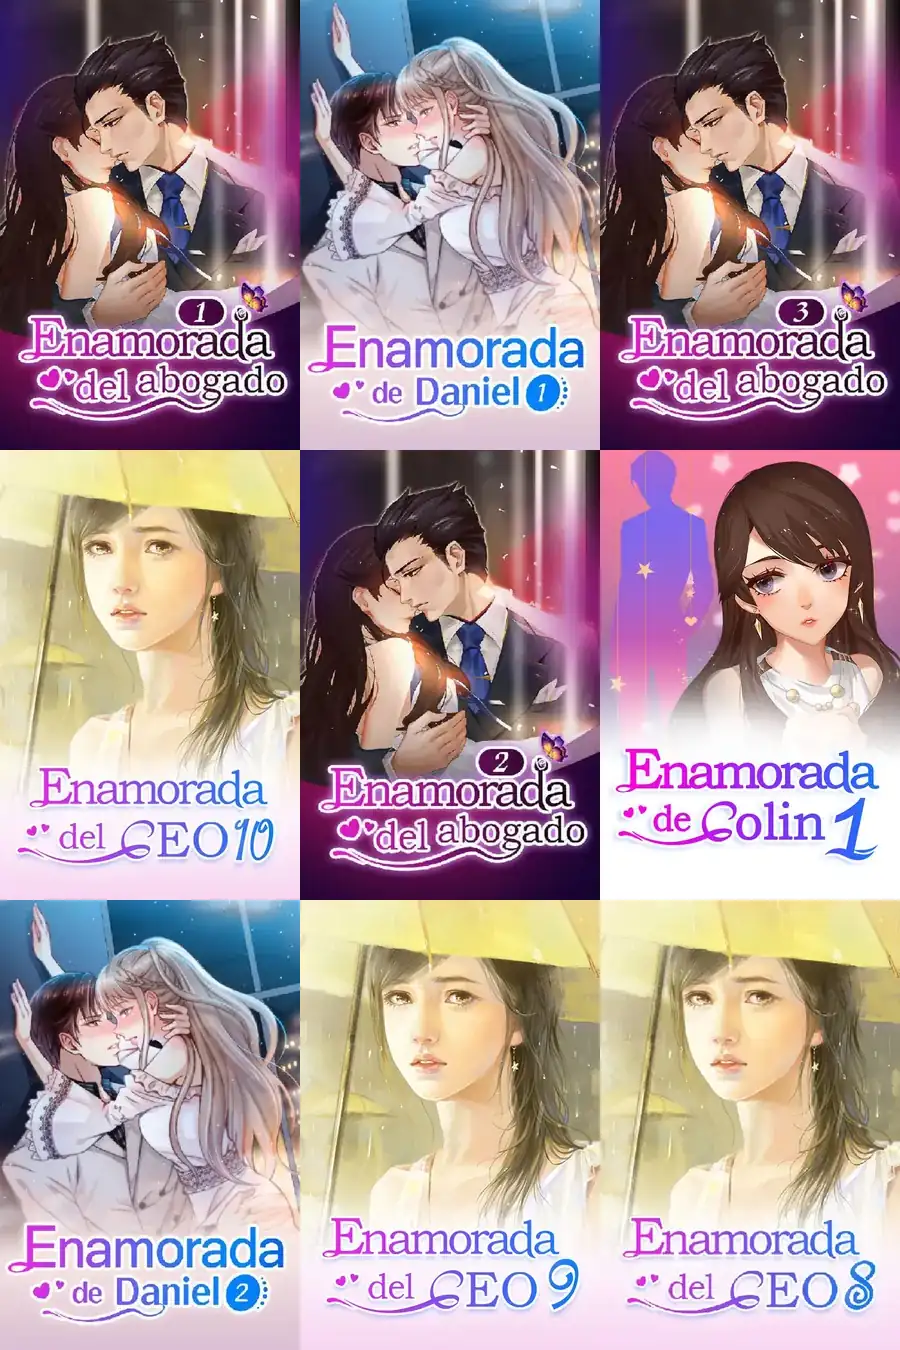 1
Enamorada
del abogado
Enamorada
de Daniel 1
3
Enamorada
del abogado
Enamorada
del CEO 10
2
Enamorada
del abogado
Enamorada
de Colin 1
Enamorada
de Daniel 2
Enamorada
del CEO 9
Enamorada
del CEO 8